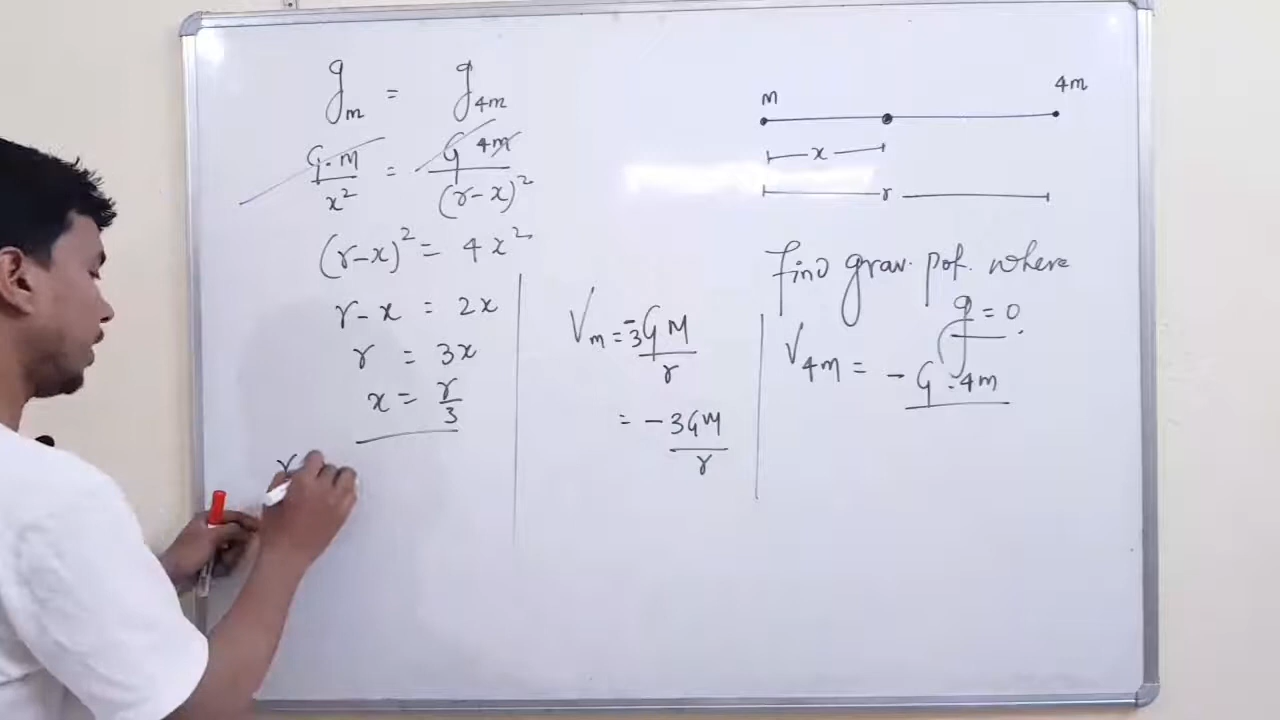 g_m = g_4m
G.M/x² = G 4m/(r-x)²
(r-x)² = 4x²
r-x = 2x
r = 3x
x = r/3
r
V_m = -3GM/r
= -3GM/r
M 4m
x
r
Find grav. pot. where
g = 0.
V_4m = -G.4m